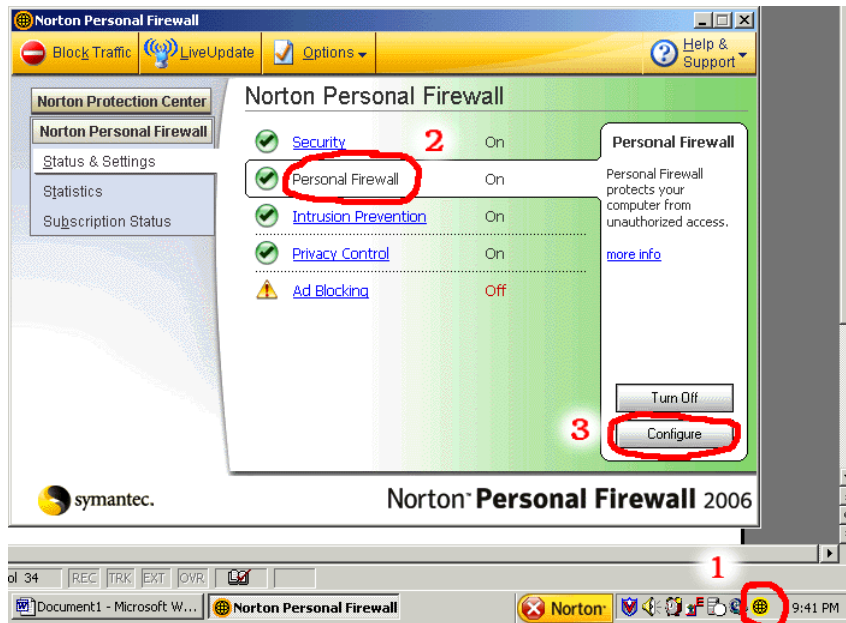 Norton Personal Firewall
Block Traffic LiveUpdate Options Help & Support
Norton Protection Center
Norton Personal Firewall
Status & Settings
Statistics
Subscription Status
Norton Personal Firewall
Security On
2
Personal Firewall On
Intrusion Prevention On
Privacy Control On
Ad Blocking Off
Personal Firewall
Personal Firewall
protects your
computer from
unauthorized access.
more info
Turn Off
3
Configure
symantec.
Norton Personal Firewall 2006
1
ol 34 REC TRK EXT OVR
Document1 - Microsoft W... Norton Personal Firewall Norton 9:41 PM